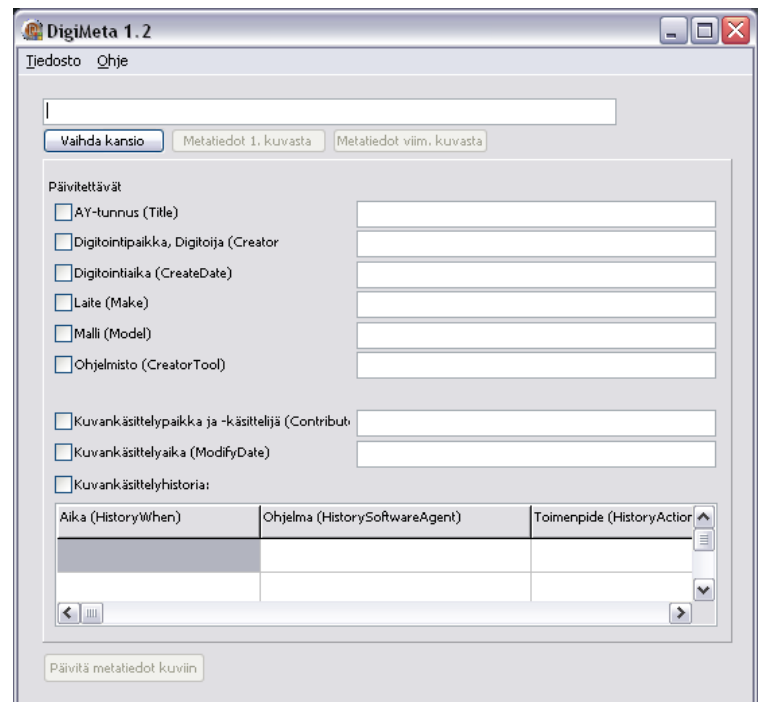 DigiMeta 1.2
Tiedosto Ohje
Vaihda kansio Metatiedot 1. kuvasta Metatiedot viim. kuvasta
Päivitettävät
AY-tunnus (Title)
Digitointipaikka, Digitoija (Creator
Digitointiaika (CreateDate)
Laite (Make)
Malli (Model)
Ohjelmisto (CreatorTool)
Kuvankäsittelypaikka ja -käsittelijä (Contribut
Kuvankäsittelyaika (ModifyDate)
Kuvankäsittelyhistoria:
Aika (HistoryWhen) Ohjelma (HistorySoftwareAgent) Toimenpide (HistoryAction
Päivitä metatiedot kuviin